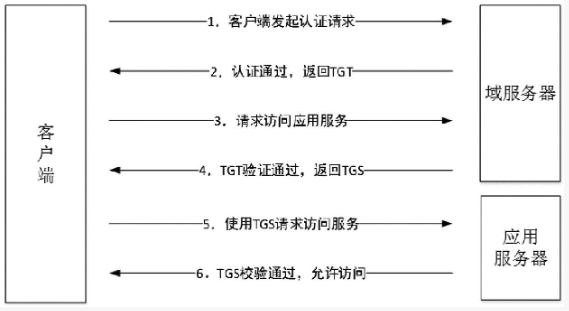 客户端
1. 客户端发起认证请求
2. 认证通过，返回TGT
3. 请求访问应用服务
4. TGT验证通过，返回TGS
5. 使用TGS请求访问服务
6. TGS校验通过，允许访问
域服务器
应用
服务器